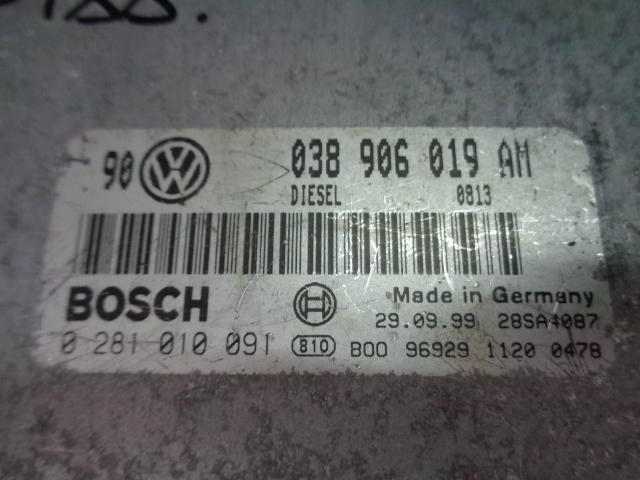 90 VW 038 906 019 AM
DIESEL 0813
BOSCH Made in Germany
29.09.99 28SA4087
0 281 010 091 810 B00 96929 1120 0478